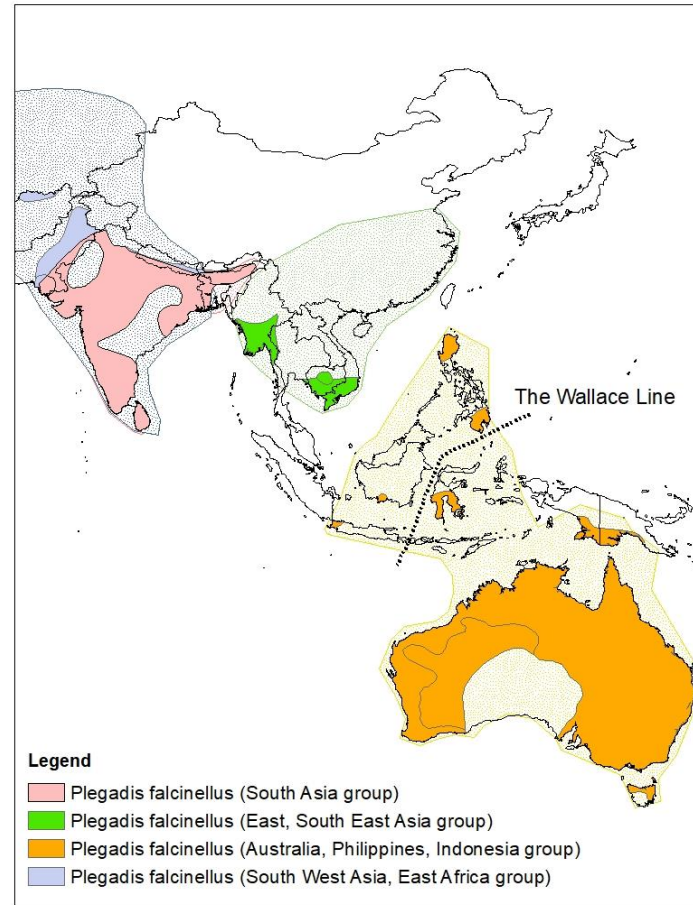 The Wallace Line
Legend
Plegadis falcinellus (South Asia group)
Plegadis falcinellus (East, South East Asia group)
Plegadis falcinellus (Australia, Philippines, Indonesia group)
Plegadis falcinellus (South West Asia, East Africa group)